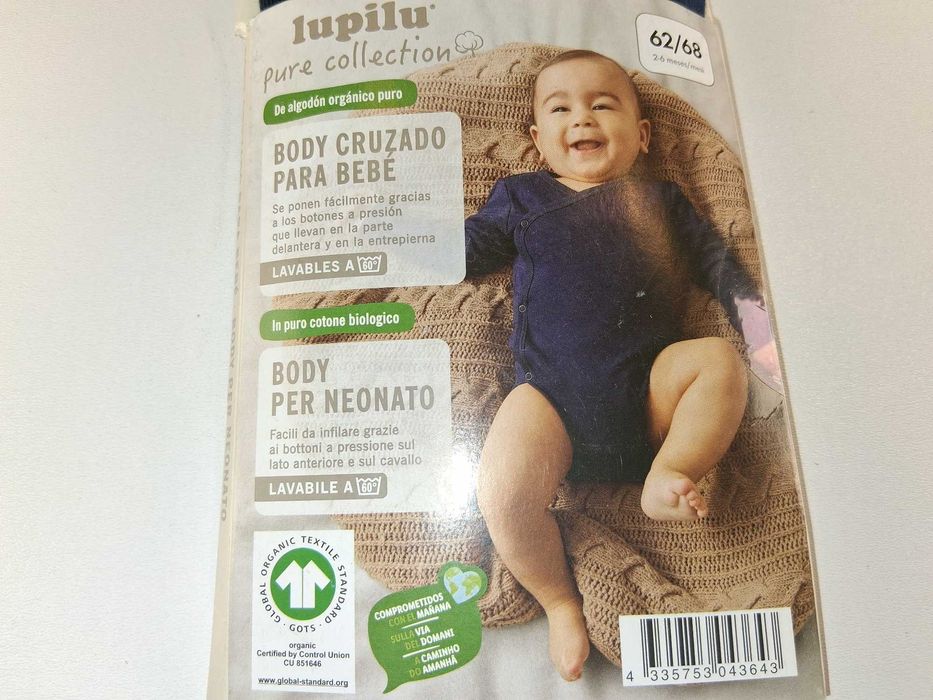 lupilu
pure collection
62/68
2-6 meses/mesi
De algodón orgánico puro
BODY CRUZADO
PARA BEBÉ
Se ponen fácilmente gracias
a los botones a presión
que llevan en la parte
delantera y en la entrepierna
LAVABLES A 60°
In puro cotone biologico
BODY
PER NEONATO
Facili da infilare grazie
ai bottoni a pressione sul
lato anteriore e sul cavallo
LAVABILE A 60°
BODY PER NEONATO
GLOBAL ORGANIC TEXTILE STANDARD · GOTS ·
organic
Certified by Control Union
CU 851646
www.global-standard.org
COMPROMETIDOS
CON EL MAÑANA
SULLA VIA
DEL DOMANI
A CAMINHO
DO AMANHÃ
4 335753 043643